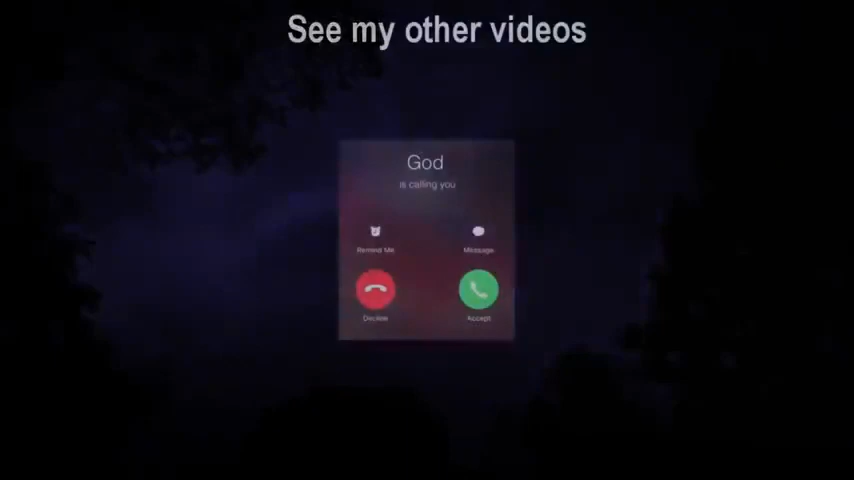 See my other videos
God
is calling you
Remind Me
Message
Decline
Accept